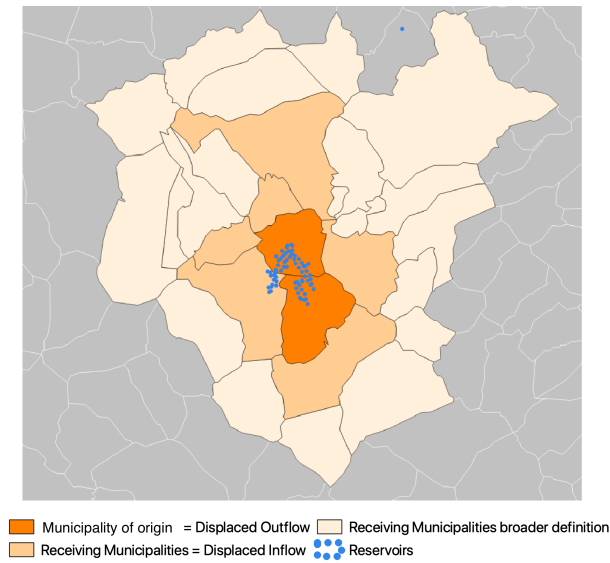 Municipality of origin = Displaced Outflow Receiving Municipalities broader definition
Receiving Municipalities = Displaced Inflow Reservoirs